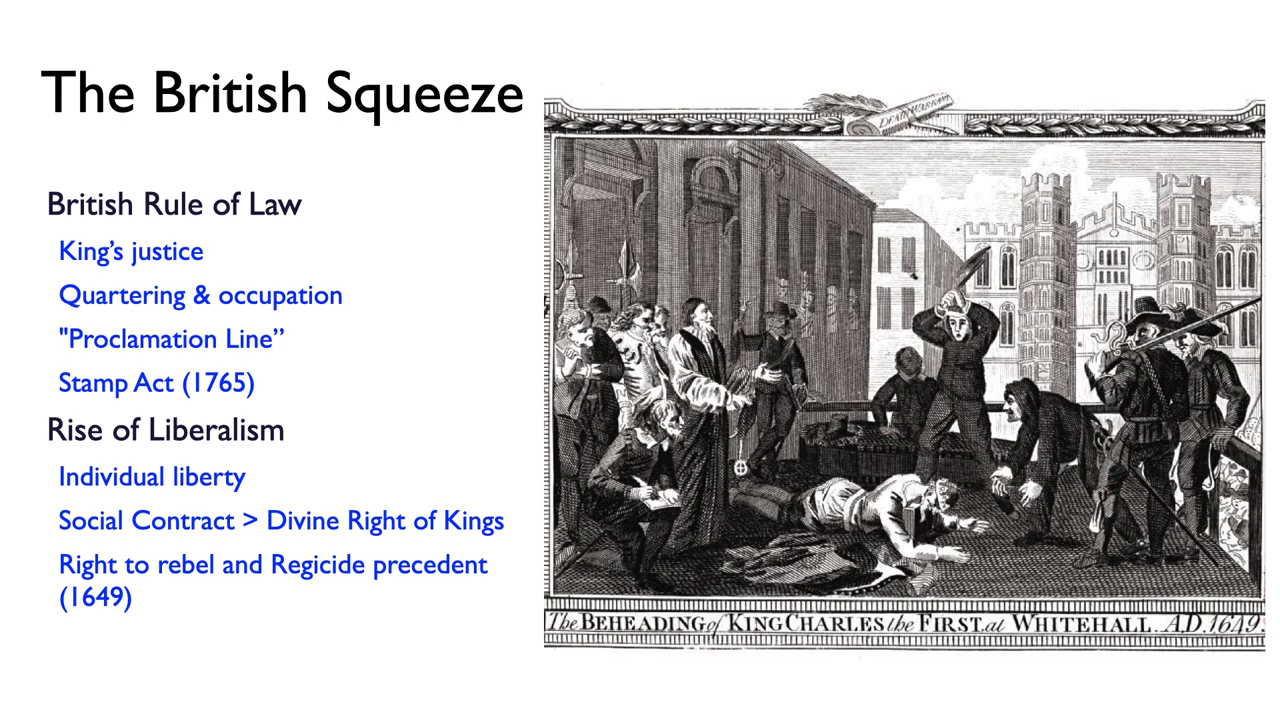 The British Squeeze
British Rule of Law
King’s justice
Quartering & occupation
"Proclamation Line”
Stamp Act (1765)
Rise of Liberalism
Individual liberty
Social Contract > Divine Right of Kings
Right to rebel and Regicide precedent
(1649)
DEATH WARRANT
The BEHEADING of KING CHARLES the FIRST, at WHITEHALL. A.D. 1649.